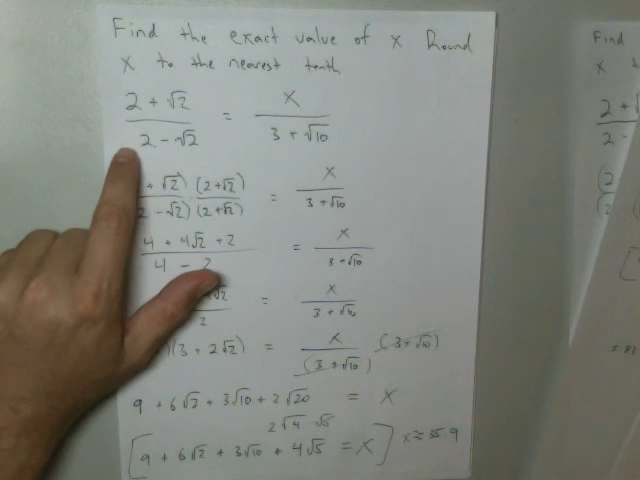 Find the exact value of x Round
x to the nearest tenth
2 + √2 / 2 - √2 = x / 3 + √10
+ √2) (2+√2) / 2 - √2) (2+√2) = x / 3 + √10
4 + 4√2 + 2 / 4 - 2 = x / 3 + √10
√2 / 2 = x / 3 + √10
)(3 + 2√2) = x / (3 + √10) (3 + √10)
9 + 6√2 + 3√10 + 2√20 = x
2√4 · √5
[9 + 6√2 + 3√10 + 4√5 = x] x ≈ 35.9
Find
x
2 +
2 -
(2
(2